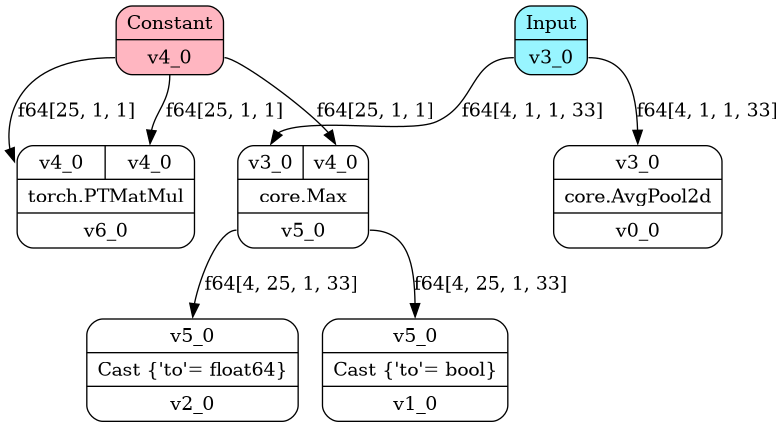 Constant
v4_0
Input
v3_0
f64[25, 1, 1]
f64[25, 1, 1]
f64[25, 1, 1]
f64[4, 1, 1, 33]
f64[4, 1, 1, 33]
v4_0
v4_0
torch.PTMatMul
v6_0
v3_0
v4_0
core.Max
v5_0
v3_0
core.AvgPool2d
v0_0
f64[4, 25, 1, 33]
f64[4, 25, 1, 33]
v5_0
Cast {'to'= float64}
v2_0
v5_0
Cast {'to'= bool}
v1_0